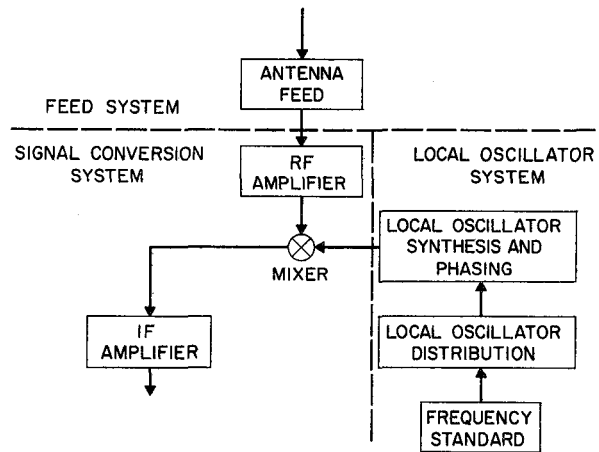 ANTENNA
FEED
FEED SYSTEM
SIGNAL CONVERSION
SYSTEM
RF
AMPLIFIER
LOCAL OSCILLATOR
SYSTEM
LOCAL OSCILLATOR
SYNTHESIS AND
PHASING
MIXER
IF
AMPLIFIER
LOCAL OSCILLATOR
DISTRIBUTION
FREQUENCY
STANDARD